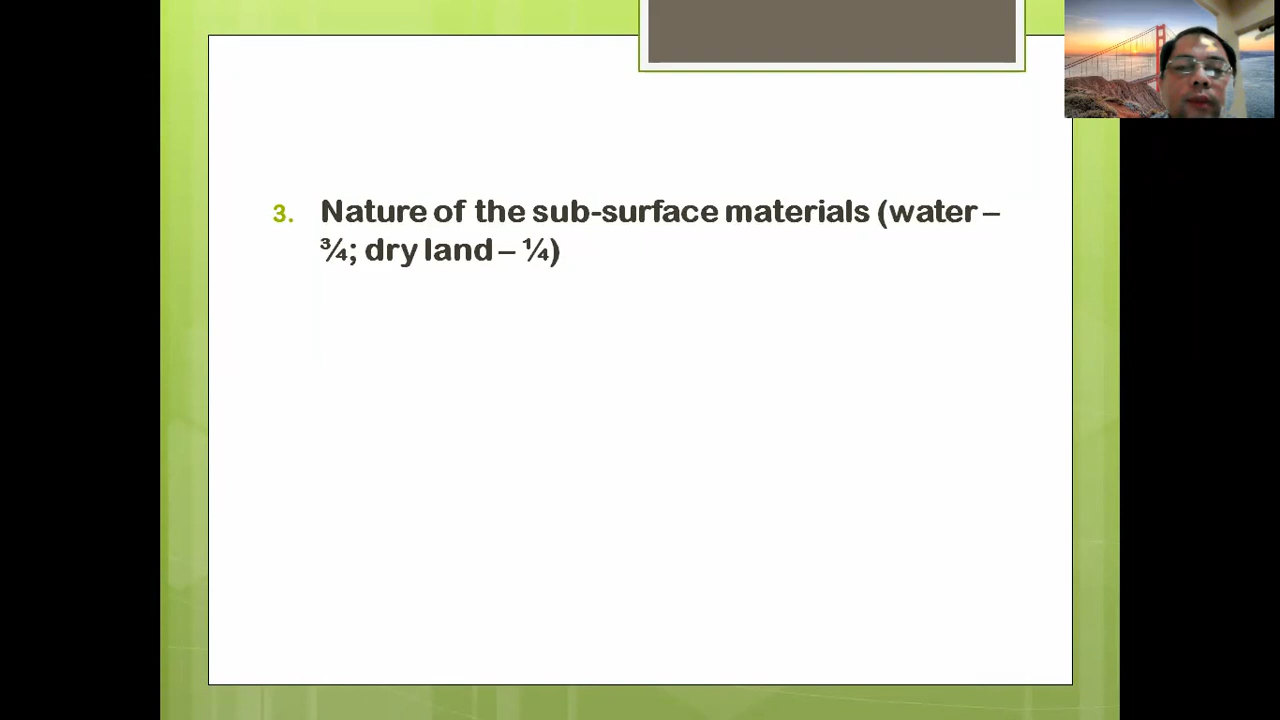 3. Nature of the sub-surface materials (water –
¾; dry land – ¼)